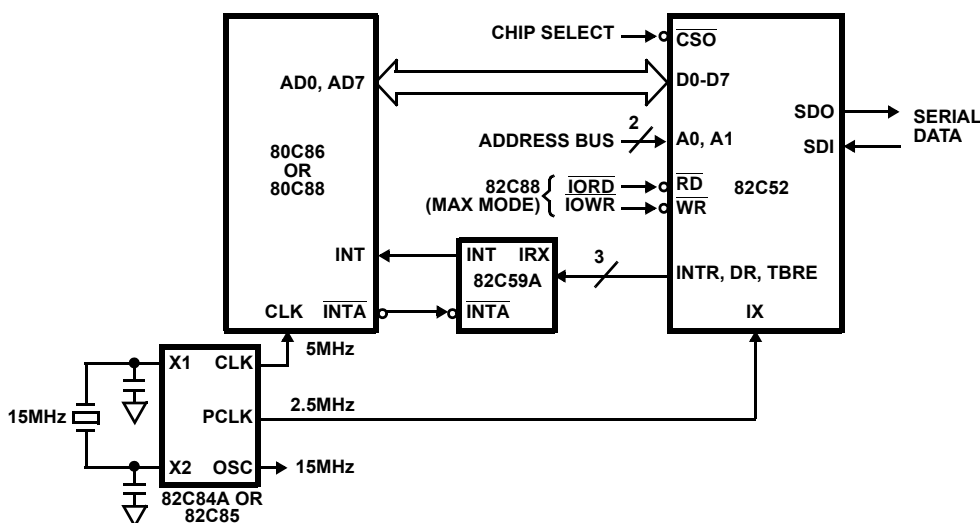 CHIP SELECT
CSO
AD0, AD7
D0-D7
SDO
SERIAL
DATA
2
ADDRESS BUS
A0, A1
SDI
80C86
OR
80C88
82C88
(MAX MODE)
IORD
IOWR
RD
WR
82C52
INT
INT
IRX
82C59A
3
INTR, DR, TBRE
CLK
INTA
INTA
IX
5MHz
X1
CLK
15MHz
PCLK
2.5MHz
X2
OSC
15MHz
82C84A OR
82C85